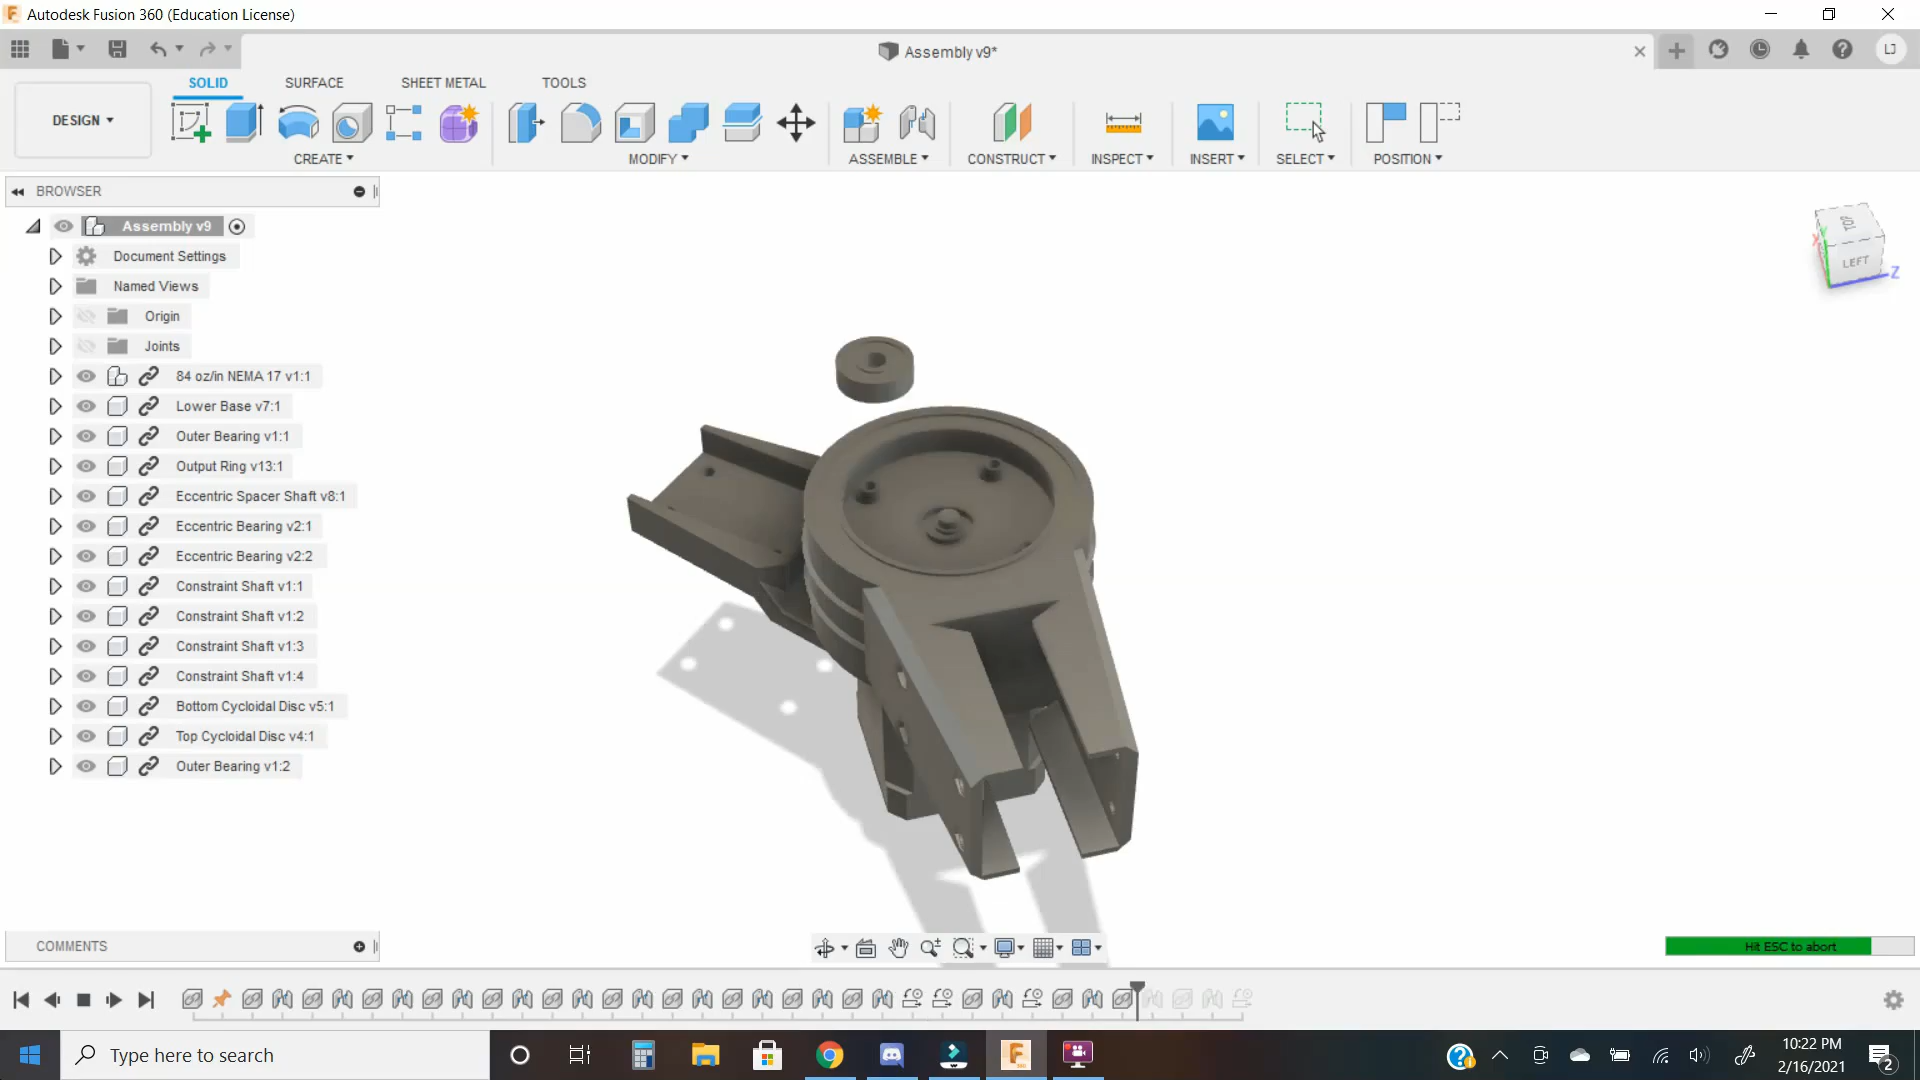 Autodesk Fusion 360 (Education License)
Assembly v9*
LJ
SOLID SURFACE SHEET METAL TOOLS
DESIGN
CREATE MODIFY ASSEMBLE CONSTRUCT INSPECT INSERT SELECT POSITION
BROWSER
Assembly v9
Document Settings
Named Views
Origin
Joints
84 oz/in NEMA 17 v1:1
Lower Base v7:1
Outer Bearing v1:1
Output Ring v13:1
Eccentric Spacer Shaft v8:1
Eccentric Bearing v2:1
Eccentric Bearing v2:2
Constraint Shaft v1:1
Constraint Shaft v1:2
Constraint Shaft v1:3
Constraint Shaft v1:4
Bottom Cycloidal Disc v5:1
Top Cycloidal Disc v4:1
Outer Bearing v1:2
TOP
LEFT
X
Y
Z
COMMENTS
Hit ESC to abort
Type here to search
10:22 PM
2/16/2021
2